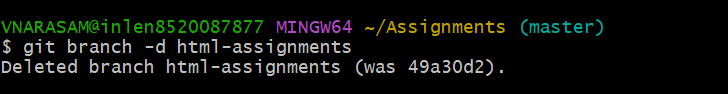 VNARASAM@inlen8520087877 MINGW64 ~/Assignments (master)
$ git branch -d html-assignments
Deleted branch html-assignments (was 49a30d2).